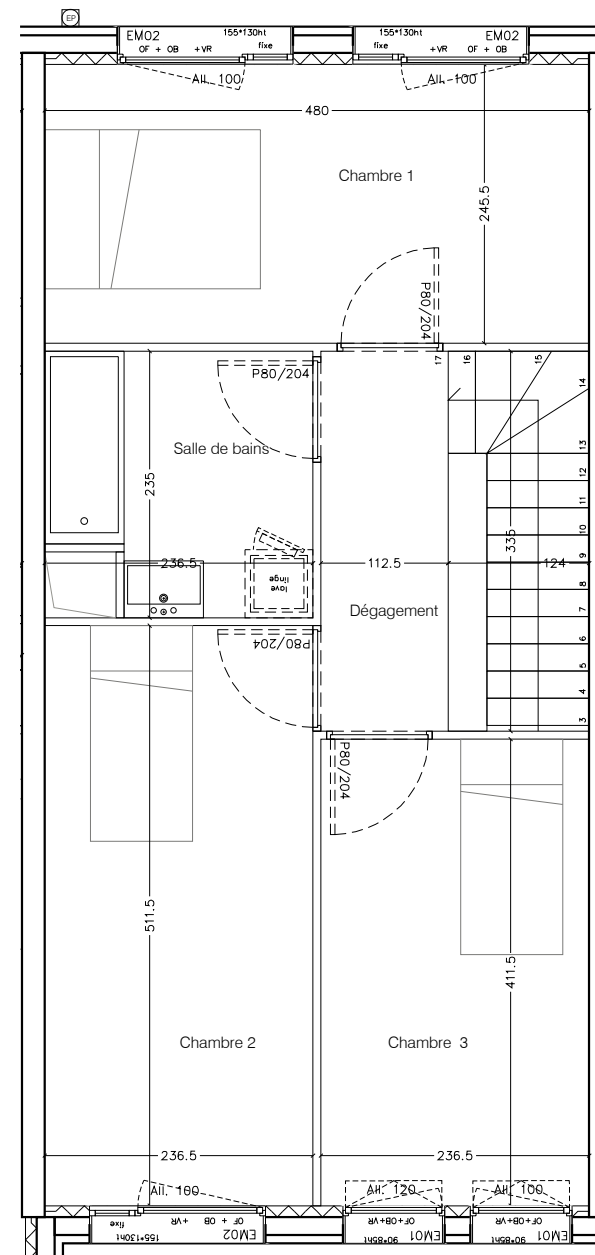 EP
EM02
155*130ht
OF + OB +VR
fixe
155*130ht
EM02
fixe
+VR OF + OB
All. 100
All. 100
480
Chambre 1
245.5
P80/204
17
16
15
14
13
12
11
10
9
8
7
6
5
4
3
P80/204
Salle de bains
235
236.5
lave
linge
112.5
335
124
Dégagement
P80/204
P80/204
511.5
411.5
Chambre 2
Chambre 3
236.5
236.5
All. 100
All. 120
All. 100
fixe
OF + OB +VR
155*130ht
EM02
OF+OB+VR
90*85ht
EM01
OF+OB+VR
90*85ht
EM01